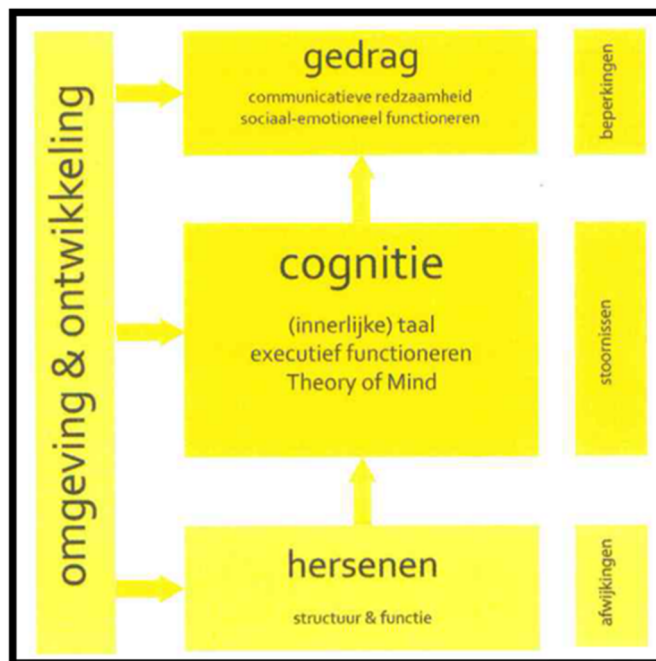 omgeving & ontwikkeling
gedrag
communicatieve redzaamheid
sociaal-emotioneel functioneren
beperkingen
cognitie
(innerlijke) taal
executief functioneren
Theory of Mind
stoornissen
hersenen
structuur & functie
afwijkingen